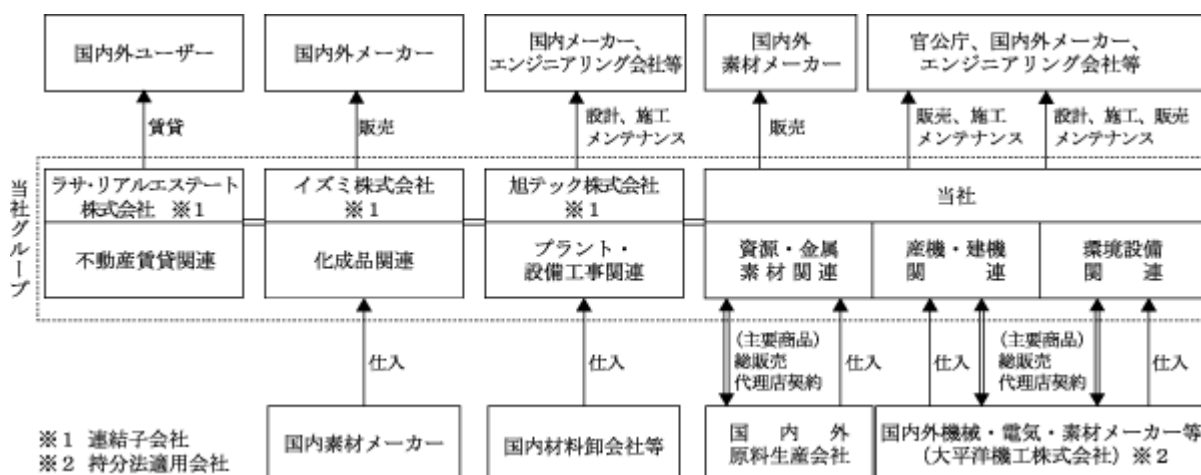 国内外ユーザー
国内外メーカー
国内メーカー、
エンジニアリング会社等
国内外
素材メーカー
官公庁、国内外メーカー、
エンジニアリング会社等
賃貸
販売
設計、施工
メンテナンス
販売
販売、施工
メンテナンス
設計、施工、販売
メンテナンス
当社グループ
ラサ・リアルエステート
株式会社 ※1
イズミ株式会社
※1
旭テック株式会社
※1
当社
不動産賃貸関連
化成品関連
プラント・
設備工事関連
資源・金属
素材関連
産機・建機
関連
環境設備
関連
仕入
仕入
(主要商品)
総販売
代理店契約
仕入
仕入
(主要商品)
総販売
代理店契約
仕入
国内素材メーカー
国内材料卸会社等
国内外
原料生産会社
国内外機械・電気・素材メーカー等
(大平洋機工株式会社) ※2
※1 連結子会社
※2 持分法適用会社